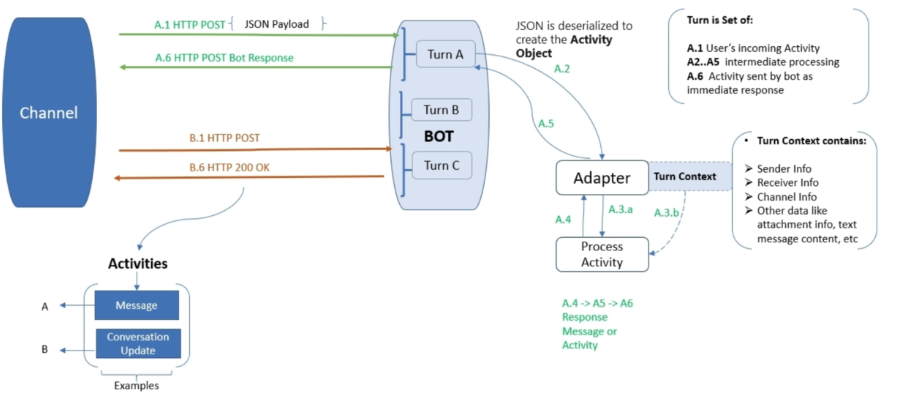 A.1 HTTP POST
JSON Payload
A.6 HTTP POST Bot Response
Channel
Turn A
Turn B
BOT
Turn C
B.1 HTTP POST
B.6 HTTP 200 OK
JSON is deserialized to
create the Activity
Object
A.2
A.5
Turn is Set of:
A.1 User's incoming Activity
A2..A5 intermediate processing
A.6 Activity sent by bot as
immediate response
Adapter
Turn Context
• Turn Context contains:
➢ Sender Info
➢ Receiver Info
➢ Channel Info
➢ Other data like
attachment info, text
message content, etc
A.4
A.3.a
A.3.b
Process
Activity
A.4 -> A5 -> A6
Response
Message or
Activity
Activities
A
Message
B
Conversation
Update
Examples